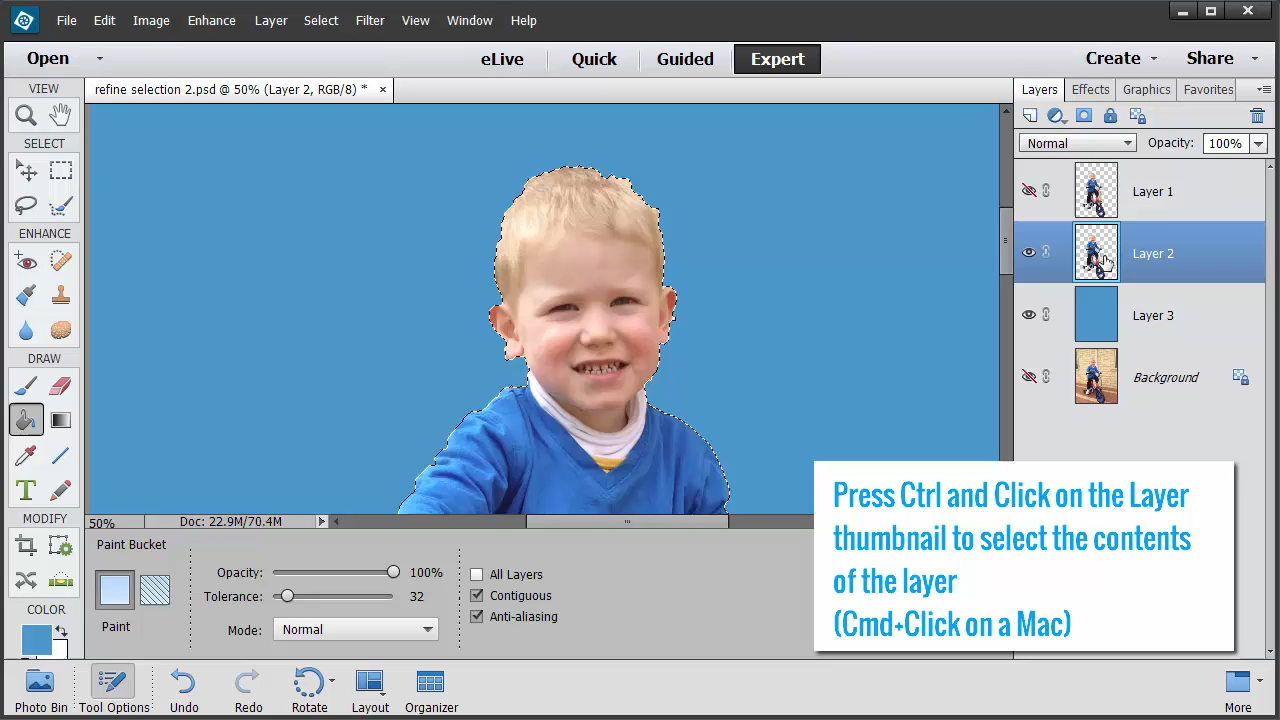 File Edit Image Enhance Layer Select Filter View Window Help
Open eLive Quick Guided Expert Create Share
VIEW
refine selection 2.psd @ 50% (Layer 2, RGB/8) * ×
Layers Effects Graphics Favorites
SELECT
Normal Opacity: 100%
Layer 1
ENHANCE
Layer 2
Layer 3
DRAW
Background
T
MODIFY
50% Doc: 22.9M/70.4M
Paint Bucket
Opacity: 100%
Tolerance: 32
Mode: Normal
Paint
All Layers
Contiguous
Anti-aliasing
COLOR
Press Ctrl and Click on the Layer
thumbnail to select the contents
of the layer
(Cmd+Click on a Mac)
Photo Bin Tool Options Undo Redo Rotate Layout Organizer More